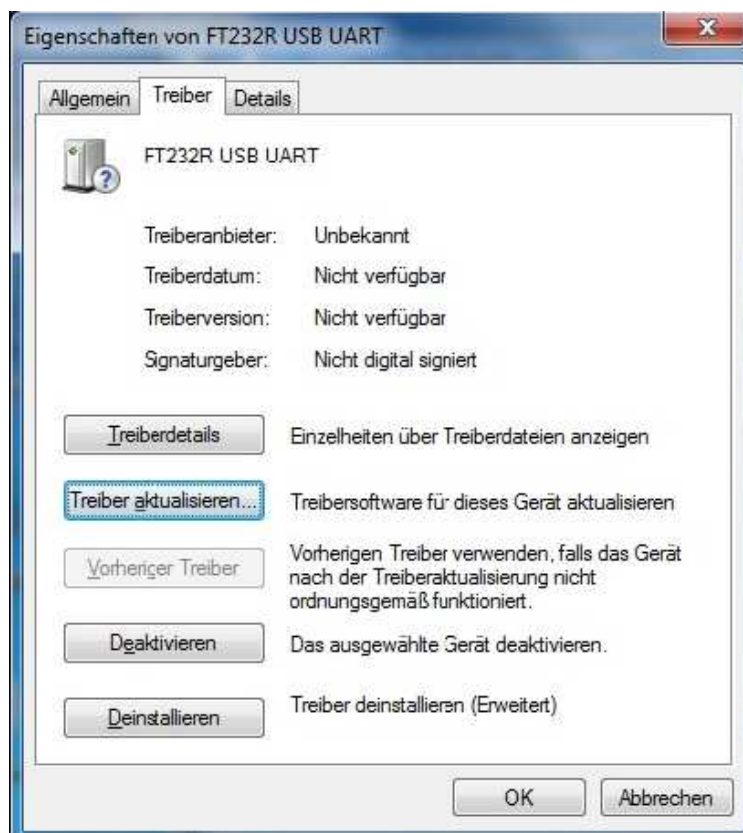 Eigenschaften von FT232R USB UART
Allgemein
Treiber
Details
FT232R USB UART
Treiberanbieter: Unbekannt
Treiberdatum: Nicht verfügbar
Treiberversion: Nicht verfügbar
Signaturgeber: Nicht digital signiert
Treiberdetails
Einzelheiten über Treiberdateien anzeigen
Treiber aktualisieren...
Treibersoftware für dieses Gerät aktualisieren
Vorheriger Treiber
Vorherigen Treiber verwenden, falls das Gerät
nach der Treiberaktualisierung nicht
ordnungsgemäß funktioniert.
Deaktivieren
Das ausgewählte Gerät deaktivieren.
Deinstallieren
Treiber deinstallieren (Erweitert)
OK
Abbrechen